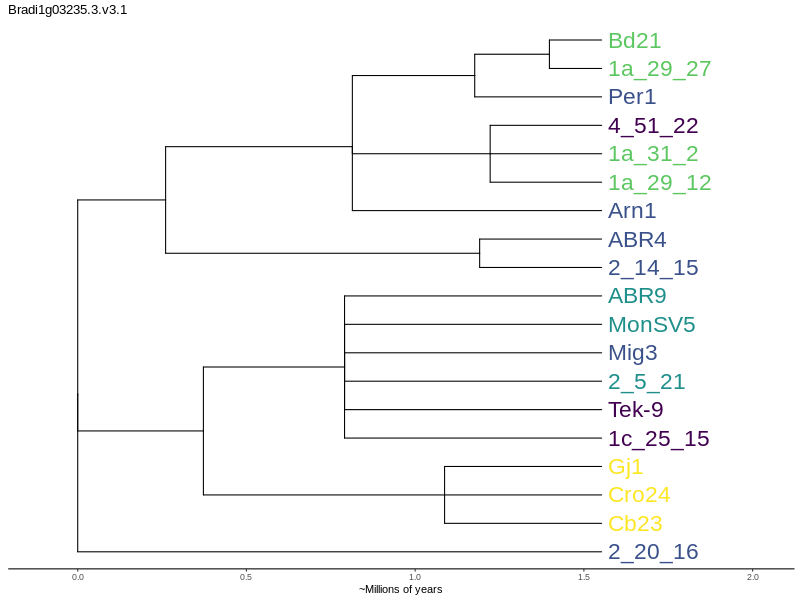 Bradi1g03235.3.v3.1
Bd21
1a_29_27
Per1
4_51_22
1a_31_2
1a_29_12
Arn1
ABR4
2_14_15
ABR9
MonSV5
Mig3
2_5_21
Tek-9
1c_25_15
Gj1
Cro24
Cb23
2_20_16
0.0 0.5 1.0 1.5 2.0
~Millions of years